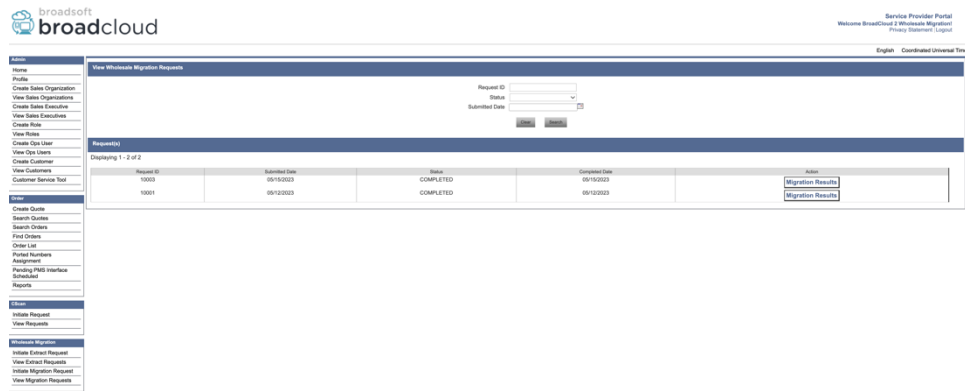 broadsoft
broadcloud
Service Provider Portal
Welcome BroadCloud 2 Wholesale Migration!
Privacy Statement | Logout
English Coordinated Universal Time
Admin
Home
Profile
Create Sales Organization
View Sales Organizations
Create Sales Executive
View Sales Executives
Create Role
View Roles
Create Ops User
View Ops Users
Create Customer
View Customers
Customer Service Tool
Order
Create Quote
Search Quotes
Search Orders
Find Orders
Order List
Ported Numbers
Assignment
Pending PMS Interface
Scheduled
Reports
CScan
Initiate Request
View Requests
Wholesale Migration
Initiate Extract Request
View Extract Requests
Initiate Migration Request
View Migration Requests
View Wholesale Migration Requests
Request ID
Status
Submitted Date
Clear Search
Request(s)
Displaying 1 - 2 of 2
Request ID Submitted Date Status Completed Date Action
10003 05/15/2023 COMPLETED 05/15/2023 Migration Results
10001 05/12/2023 COMPLETED 05/12/2023 Migration Results